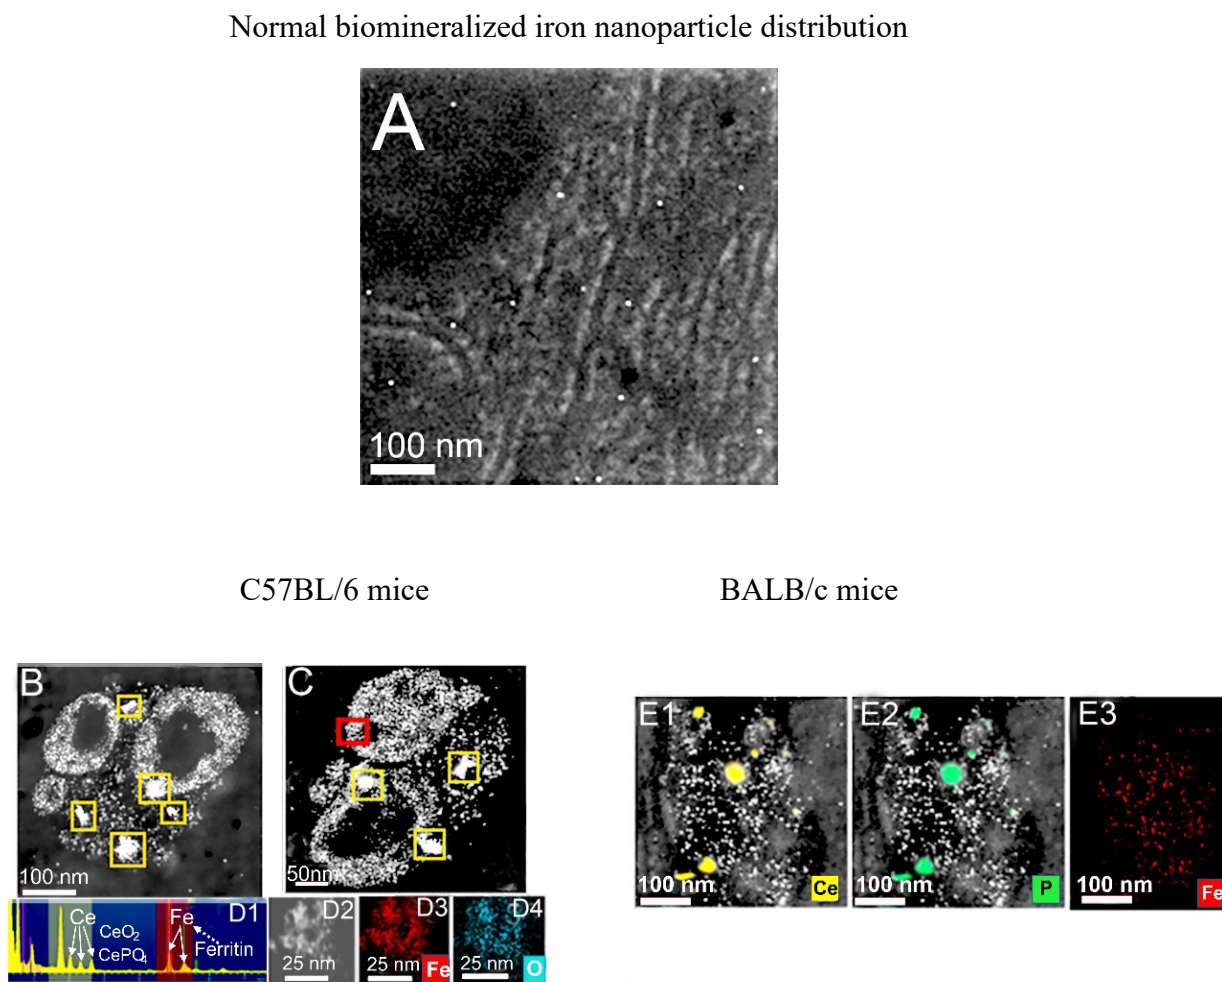 Normal biomineralized iron nanoparticle distribution
A
100 nm
C57BL/6 mice
BALB/c mice
B
100 nm
C
50nm
D1
Ce
CeO2
CePO4
Fe
Ferritin
D2
25 nm
D3
25 nm
Fe
D4
25 nm
O
E1
100 nm
Ce
E2
100 nm
P
E3
100 nm
Fe